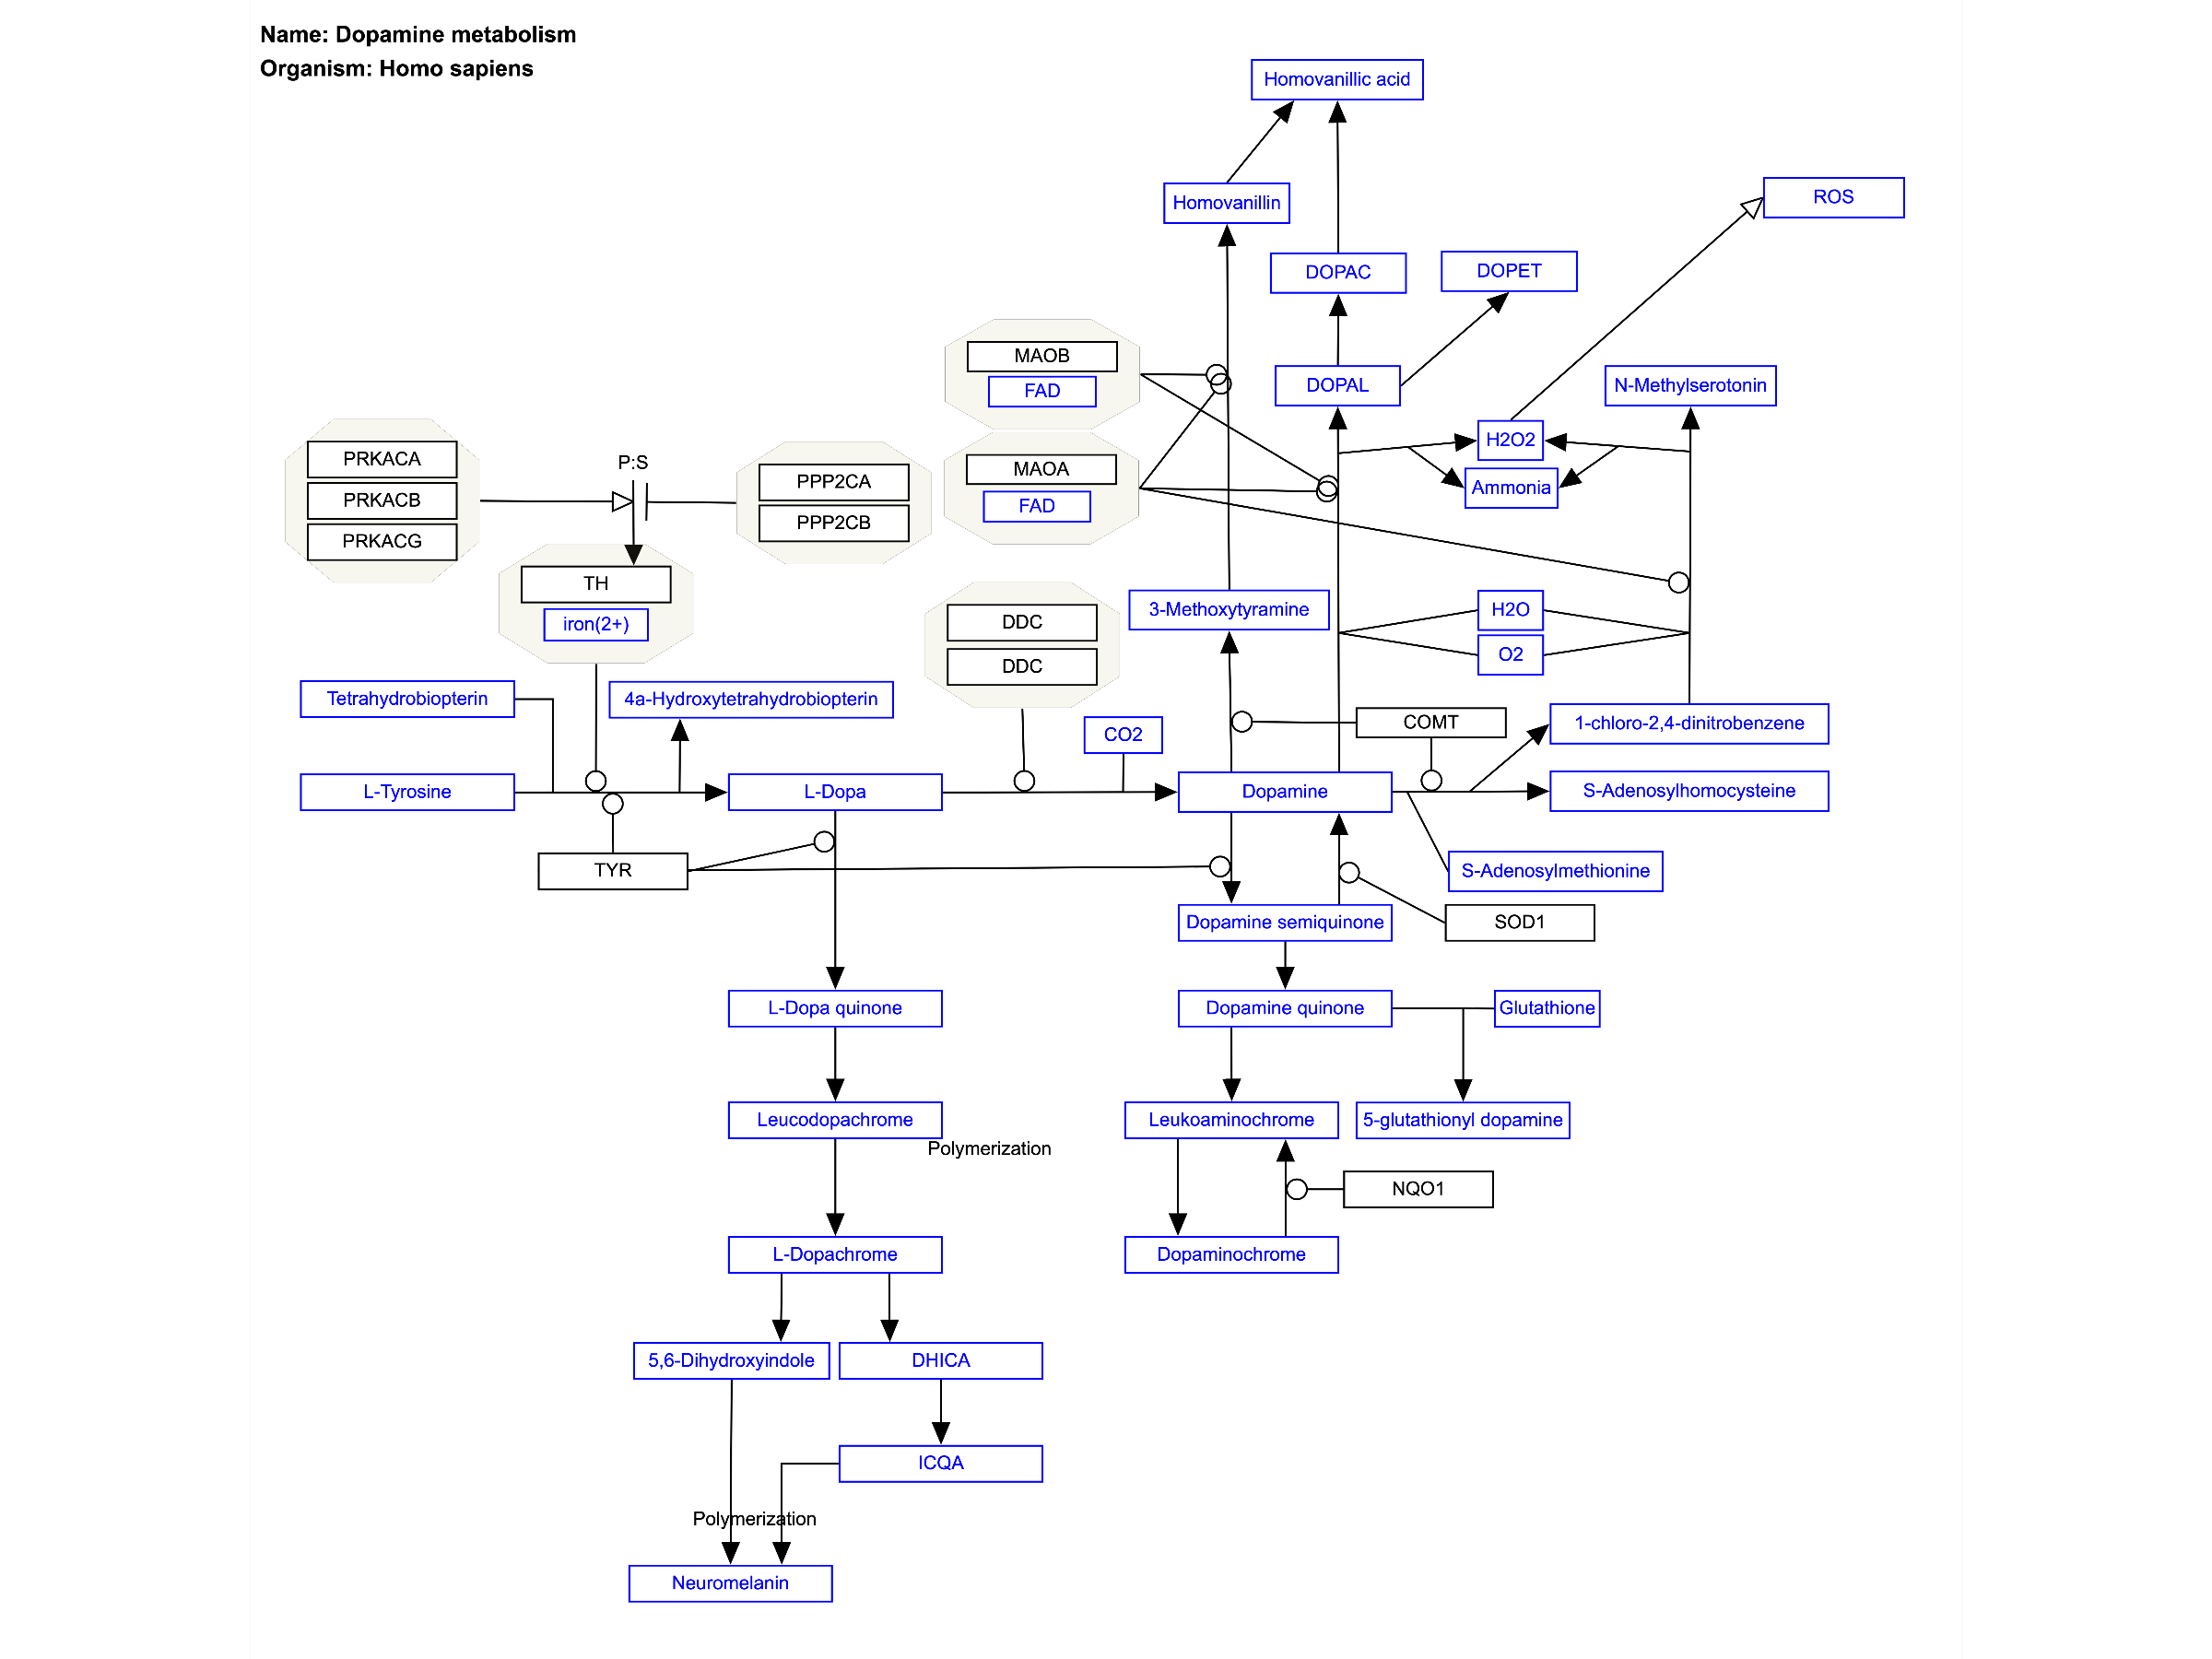 Name: Dopamine metabolism
Organism: Homo sapiens
Homovanillic acid
Homovanillin
ROS
DOPAC
DOPET
MAOB
FAD
DOPAL
N-Methylserotonin
PRKACA
PRKACB
PRKACG
P:S
PPP2CA
PPP2CB
MAOA
FAD
H2O2
Ammonia
TH
iron(2+)
DDC
DDC
3-Methoxytyramine
H2O
O2
Tetrahydrobiopterin
4a-Hydroxytetrahydrobiopterin
CO2
COMT
1-chloro-2,4-dinitrobenzene
L-Tyrosine
L-Dopa
Dopamine
S-Adenosylhomocysteine
TYR
S-Adenosylmethionine
Dopamine semiquinone
SOD1
L-Dopa quinone
Dopamine quinone
Glutathione
Leucodopachrome
Polymerization
Leukoaminochrome
5-glutathionyl dopamine
NQO1
L-Dopachrome
Dopaminochrome
5,6-Dihydroxyindole
DHICA
ICQA
Polymerization
Neuromelanin